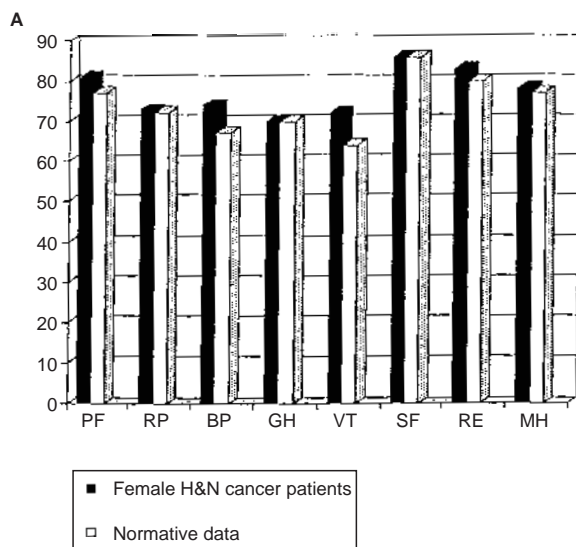 A
90
80
70
60
50
40
30
20
10
0
PF RP BP GH VT SF RE MH
Female H&N cancer patients
Normative data